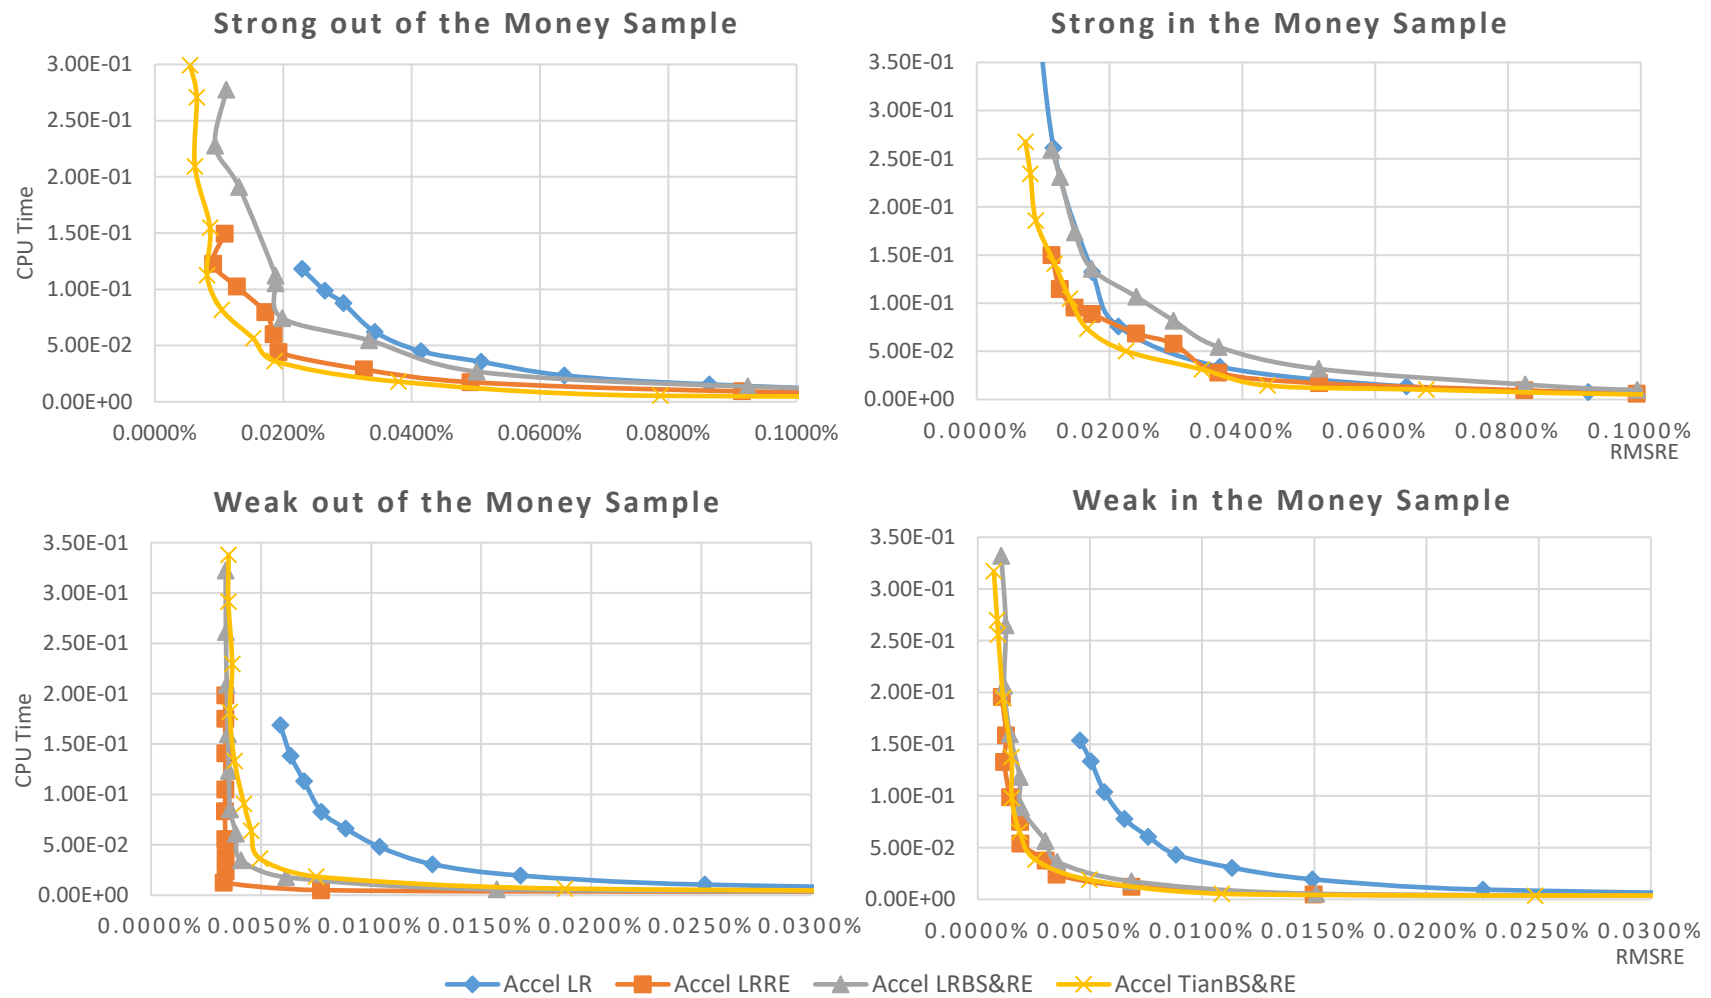 Strong out of the Money Sample
3.00E-01
2.50E-01
2.00E-01
1.50E-01
1.00E-01
5.00E-02
0.00E+00
CPU Time
0.0000% 0.0200% 0.0400% 0.0600% 0.0800% 0.1000%
Strong in the Money Sample
3.50E-01
3.00E-01
2.50E-01
2.00E-01
1.50E-01
1.00E-01
5.00E-02
0.00E+00
0.0000% 0.0200% 0.0400% 0.0600% 0.0800% 0.1000%
RMSRE
Weak out of the Money Sample
3.50E-01
3.00E-01
2.50E-01
2.00E-01
1.50E-01
1.00E-01
5.00E-02
0.00E+00
CPU Time
0.0000% 0.0050% 0.0100% 0.0150% 0.0200% 0.0250% 0.0300%
Weak in the Money Sample
3.50E-01
3.00E-01
2.50E-01
2.00E-01
1.50E-01
1.00E-01
5.00E-02
0.00E+00
0.0000% 0.0050% 0.0100% 0.0150% 0.0200% 0.0250% 0.0300%
RMSRE
Accel LR Accel LRRE Accel LRBS&RE Accel TianBS&RE